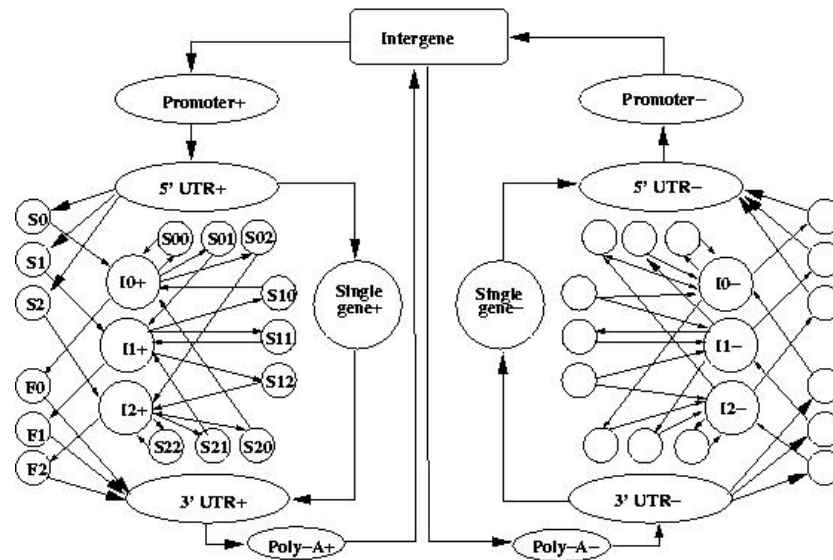 Intergene
Promoter+
Promoter−
5' UTR+
5' UTR−
S0
S00
S01
S02
S1
I0+
I0−
S10
S2
Single gene+
Single gene−
I1+
S11
I1−
F0
S12
I2+
I2−
F1
S22
S21
S20
F2
3' UTR+
3' UTR−
Poly−A+
Poly−A−